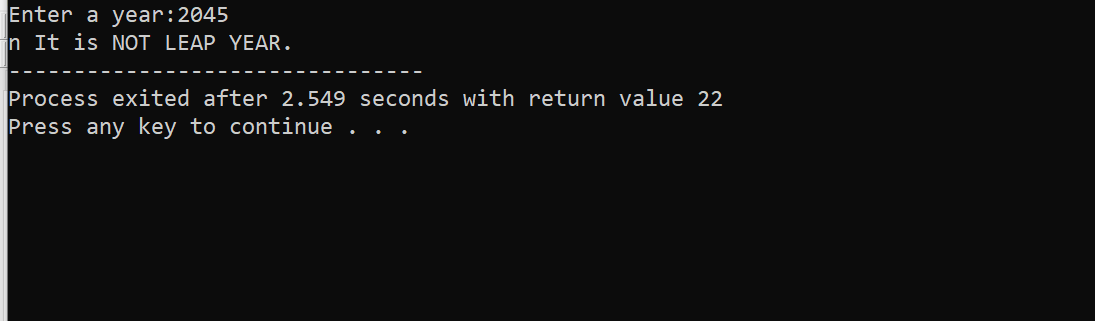 Enter a year:2045
n It is NOT LEAP YEAR.
--------------------------------
Process exited after 2.549 seconds with return value 22
Press any key to continue . . .